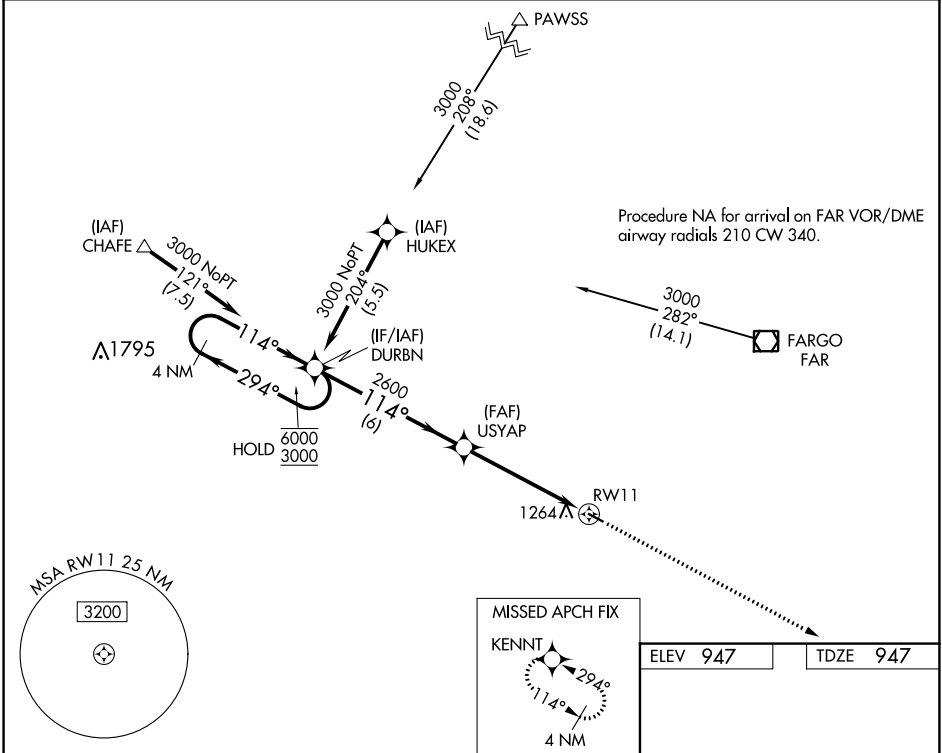 PAWSS
3000
208°
(18.6)
(IAF)
HUKEX
(IAF)
CHAFE
3000 NoPT
121°
(7.5)
3000 NoPT
204°
(5.5)
Procedure NA for arrival on FAR VOR/DME
airway radials 210 CW 340.
3000
282°
(14.1)
FARGO
FAR
1795
4 NM
114°
294°
(IF/IAF)
DURBN
HOLD
6000
3000
2600
114°
(6)
(FAF)
USYAP
RW11
1264
MSA RW11 25 NM
3200
MISSED APCH FIX
KENNT
294°
114°
4 NM
ELEV 947
TDZE 947